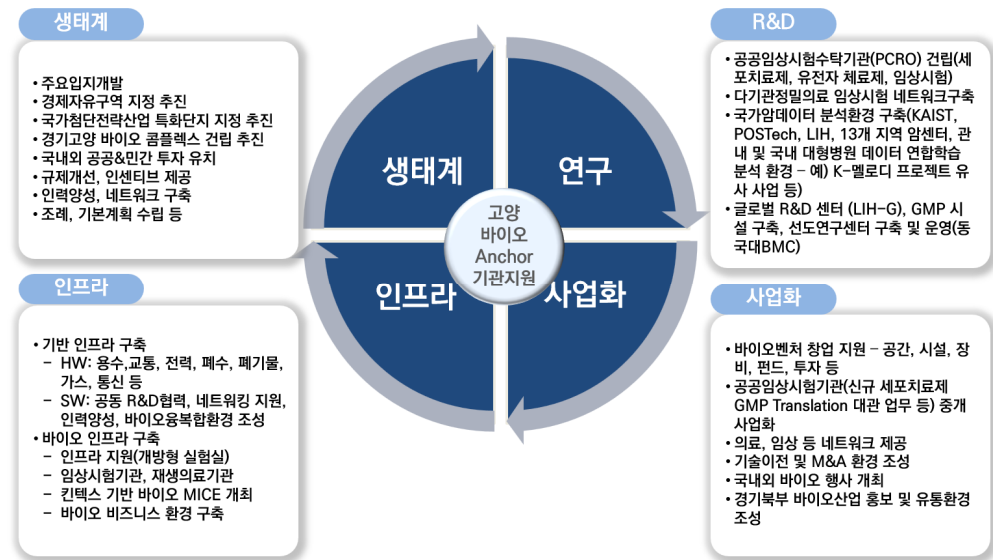 생태계
• 주요입지개발
• 경제자유구역 지정 추진
• 국가첨단전략산업 특화단지 지정 추진
• 경기고양 바이오 콤플렉스 건립 추진
• 국내외 공공&민간 투자 유치
• 규제개선, 인센티브 제공
• 인력양성, 네트워크 구축
• 조례, 기본계획 수립 등
인프라
• 기반 인프라 구축
– HW: 용수,교통, 전력, 폐수, 폐기물,
가스, 통신 등
– SW: 공동 R&D협력, 네트워킹 지원,
인력양성, 바이오융복합환경 조성
• 바이오 인프라 구축
– 인프라 지원(개방형 실험실)
– 임상시험기관, 재생의료기관
– 킨텍스 기반 바이오 MICE 개최
– 바이오 비즈니스 환경 구축
생태계
연구
인프라
사업화
고양
바이오
Anchor
기관지원
R&D
• 공공임상시험수탁기관(PCRO) 건립(세
포치료제, 유전자 체료제, 임상시험)
• 다기관정밀의료 임상시험 네트워크구축
• 국가암데이터 분석환경 구축(KAIST,
POSTech, LIH, 13개 지역 암센터, 관
내 및 국내 대형병원 데이터 연합학습
분석 환경 – 예) K-멜로디 프로젝트 유
사 사업 등)
• 글로벌 R&D 센터 (LIH-G), GMP 시
설 구축, 선도연구센터 구축 및 운영(동
국대BMC)
사업화
• 바이오벤처 창업 지원 – 공간, 시설, 장
비, 펀드, 투자 등
• 공공임상시험기관(신규 세포치료제
GMP Translation 대관 업무 등) 중개
사업화
• 의료, 임상 등 네트워크 제공
• 기술이전 및 M&A 환경 조성
• 국내외 바이오 행사 개최
• 경기북부 바이오산업 홍보 및 유통환경
조성